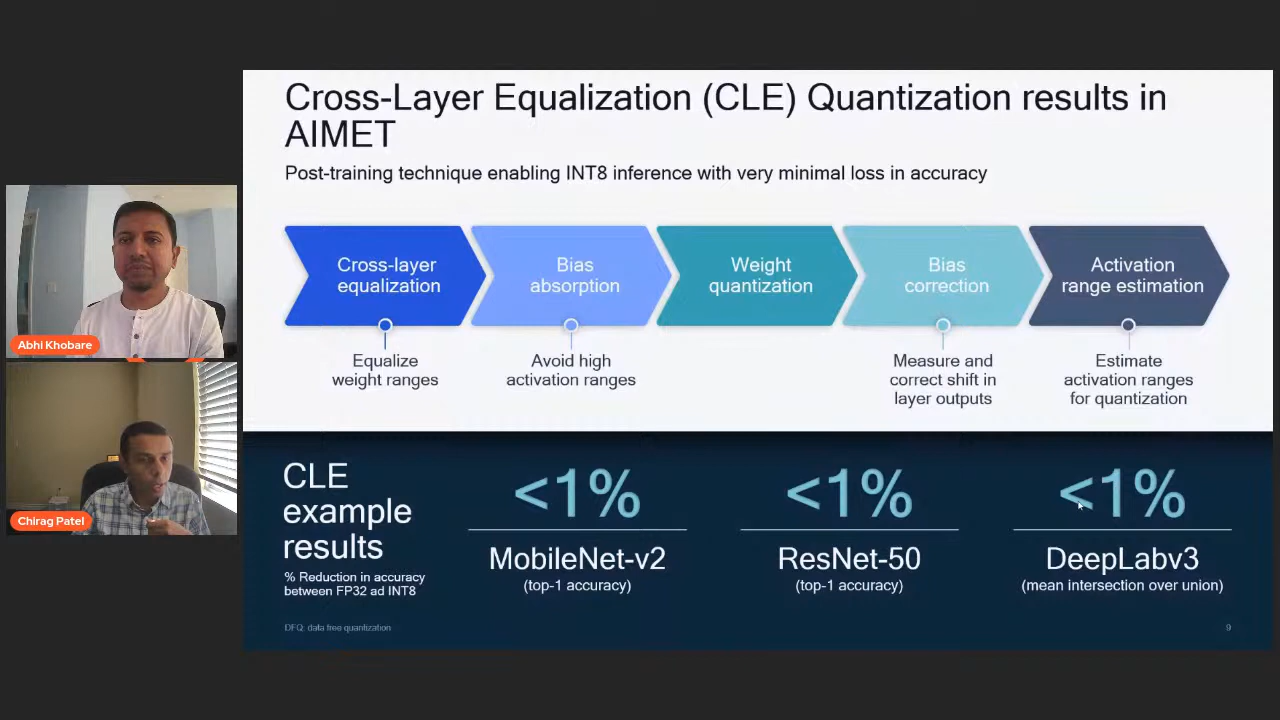 Cross-Layer Equalization (CLE) Quantization results in
AIMET
Post-training technique enabling INT8 inference with very minimal loss in accuracy
Cross-layer
equalization
Bias
absorption
Weight
quantization
Bias
correction
Activation
range estimation
Equalize
weight ranges
Avoid high
activation ranges
Measure and
correct shift in
layer outputs
Estimate
activation ranges
for quantization
Abhi Khobare
Chirag Patel
CLE
example
results
% Reduction in accuracy
between FP32 ad INT8
<1%
MobileNet-v2
(top-1 accuracy)
<1%
ResNet-50
(top-1 accuracy)
<1%
DeepLabv3
(mean intersection over union)
DFQ: data free quantization
9